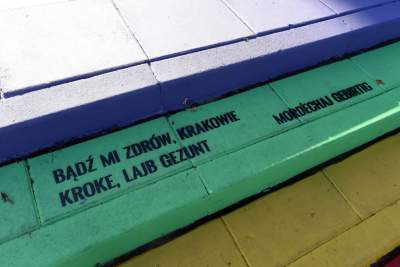 BĄDŹ MI ZDRÓW, KRAKOWIE
KROKE, LAJB GEZUNT
MORDECHAJ GEBIRTIG